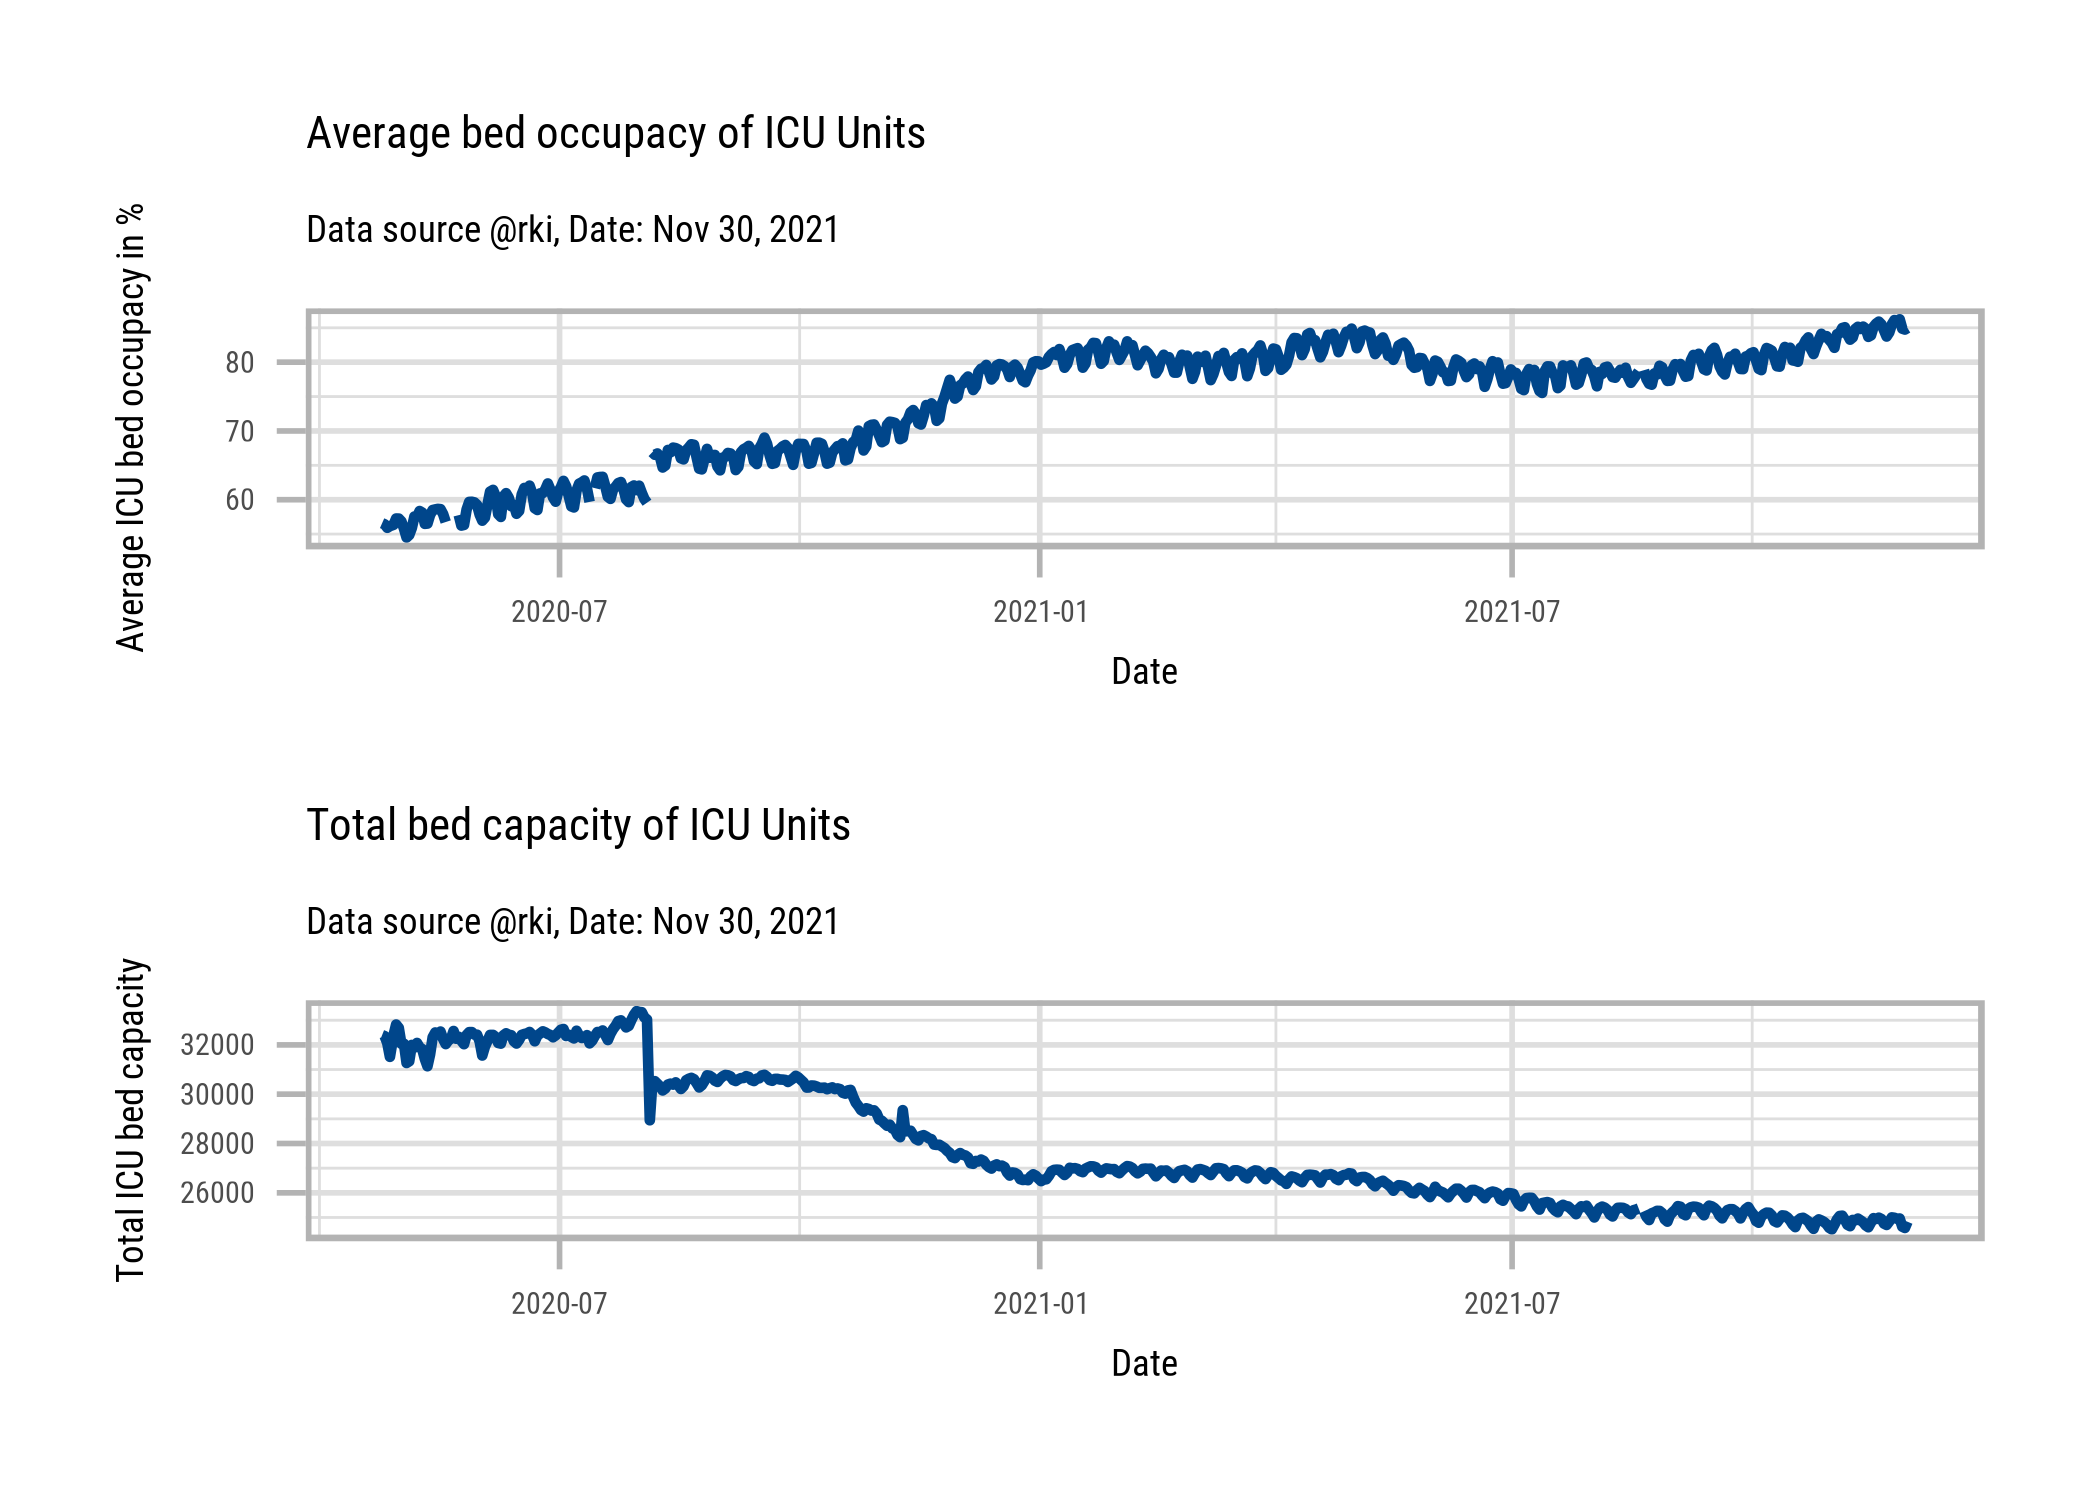 Average bed occupacy of ICU Units
Data source @rki, Date: Nov 30, 2021
Average ICU bed occupacy in %
80
70
60
2020-07
2021-01
2021-07
Date
Total bed capacity of ICU Units
Data source @rki, Date: Nov 30, 2021
Total ICU bed capacity
32000
30000
28000
26000
2020-07
2021-01
2021-07
Date